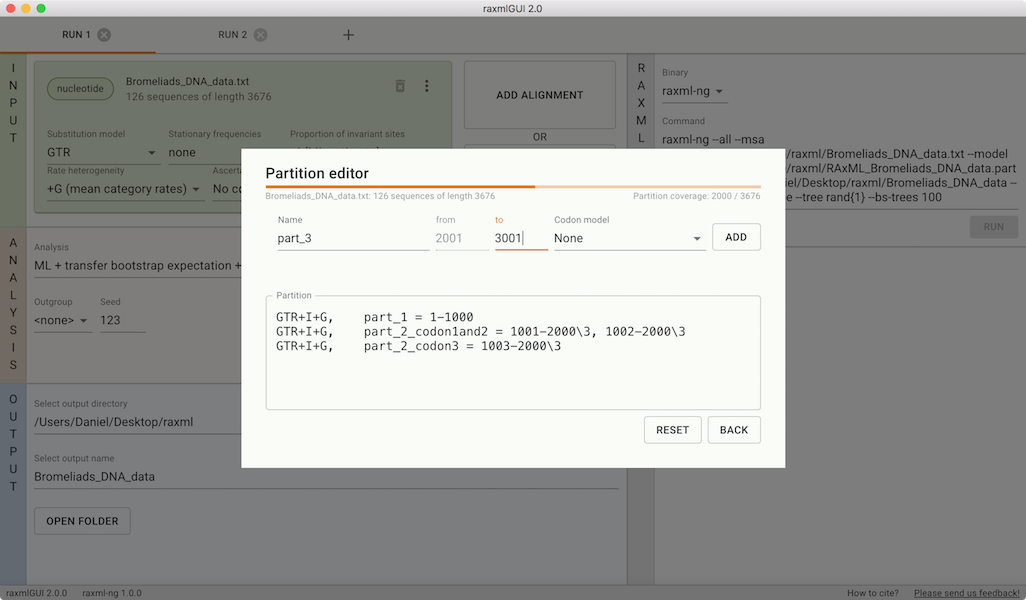 raxmlGUI 2.0
RUN 1
RUN 2
INPUT
nucleotide
Bromeliads_DNA_data.txt
126 sequences of length 3676
Substitution model
GTR
Stationary frequencies
none
Proportion of invariant sites
Rate heterogeneity
+G (mean category rates)
ADD ALIGNMENT
OR
RAXML
Binary
raxml-ng
Command
raxml-ng --all --msa
/raxml/Bromeliads_DNA_data.txt --model
/raxml/RAxML_Bromeliads_DNA_data.part
iel/Desktop/raxml/Bromeliads_DNA_data --
e --tree rand{1} --bs-trees 100
RUN
Partition editor
Bromeliads_DNA_data.txt: 126 sequences of length 3676
Partition coverage: 2000 / 3676
Name
part_3
from
2001
to
3001
Codon model
None
ADD
Partition
GTR+I+G, part_1 = 1-1000
GTR+I+G, part_2_codon1and2 = 1001-2000\3, 1002-2000\3
GTR+I+G, part_2_codon3 = 1003-2000\3
RESET
BACK
ANALYSIS
Analysis
ML + transfer bootstrap expectation +
Outgroup
<none>
Seed
123
OUTPUT
Select output directory
/Users/Daniel/Desktop/raxml
Select output name
Bromeliads_DNA_data
OPEN FOLDER
raxmlGUI 2.0.0
raxml-ng 1.0.0
How to cite?
Please send us feedback!